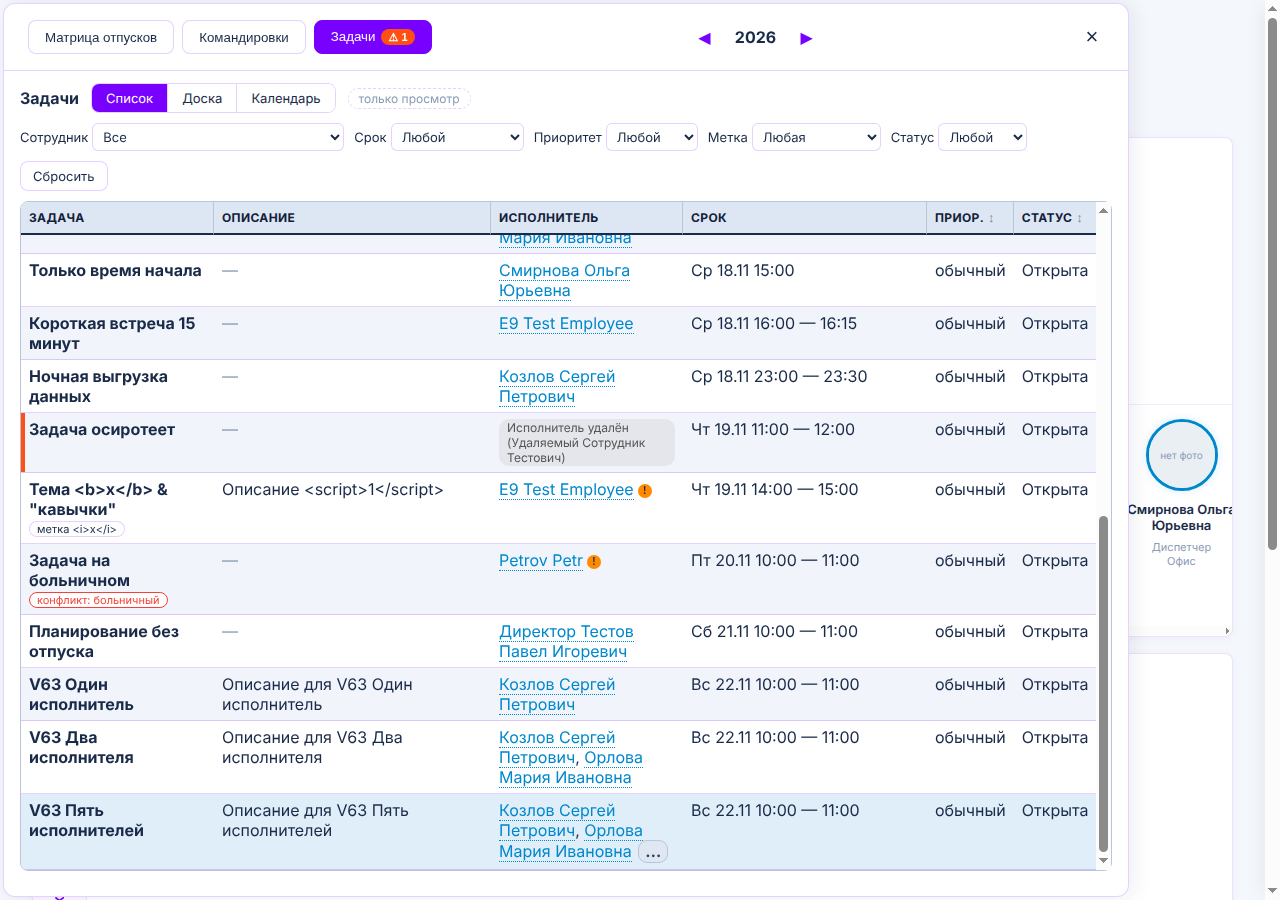 Матрица отпусков
Командировки
Задачи ⚠ 1
◀ 2026 ▶
×
Задачи
Список
Доска
Календарь
только просмотр
Сотрудник Все
Срок Любой
Приоритет Любой
Метка Любая
Статус Любой
Сбросить
ЗАДАЧА ОПИСАНИЕ ИСПОЛНИТЕЛЬ СРОК ПРИОР. ↕ СТАТУС ↕
Мария Ивановна
Только время начала — Смирнова Ольга Ср 18.11 15:00 обычный Открыта
Юрьевна
Короткая встреча 15 — E9 Test Employee Ср 18.11 16:00 — 16:15 обычный Открыта
минут
Ночная выгрузка — Козлов Сергей Ср 18.11 23:00 — 23:30 обычный Открыта
данных Петрович
Задача осиротеет — Исполнитель удалён Чт 19.11 11:00 — 12:00 обычный Открыта
(Удаляемый Сотрудник
Тестович)
Тема <b>x</b> & Описание <script>1</script> E9 Test Employee ! Чт 19.11 14:00 — 15:00 обычный Открыта
"кавычки"
метка <i>x</i>
Задача на — Petrov Petr ! Пт 20.11 10:00 — 11:00 обычный Открыта
больничном
конфликт: больничный
Планирование без — Директор Тестов Сб 21.11 10:00 — 11:00 обычный Открыта
отпуска Павел Игоревич
V63 Один Описание для V63 Один Козлов Сергей Вс 22.11 10:00 — 11:00 обычный Открыта
исполнитель исполнитель Петрович
V63 Два Описание для V63 Два Козлов Сергей Вс 22.11 10:00 — 11:00 обычный Открыта
исполнителя исполнителя Петрович, Орлова
Мария Ивановна
V63 Пять Описание для V63 Пять Козлов Сергей Вс 22.11 10:00 — 11:00 обычный Открыта
исполнителей исполнителей Петрович, Орлова
Мария Ивановна ...
нет фото
Смирнова Ольга
Юрьевна
Диспетчер
Офис